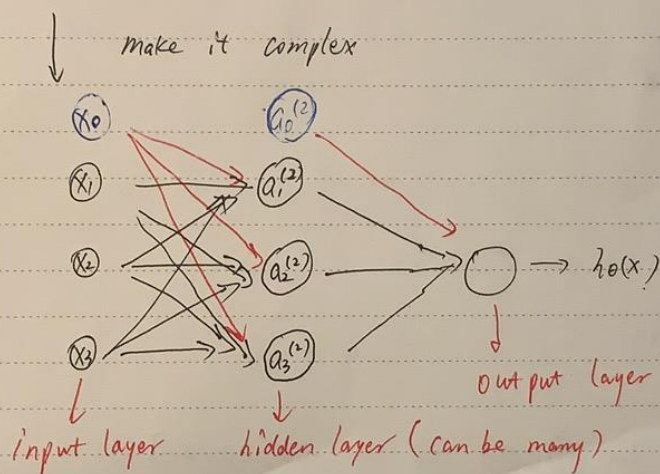 make it complex
x₀ a₀⁽²
x₁ a₁⁽²⁾
x₂ a₂⁽²⁾ → hθ(x.)
x₃ a₃⁽²⁾
output layer
input layer hidden layer (can be many)